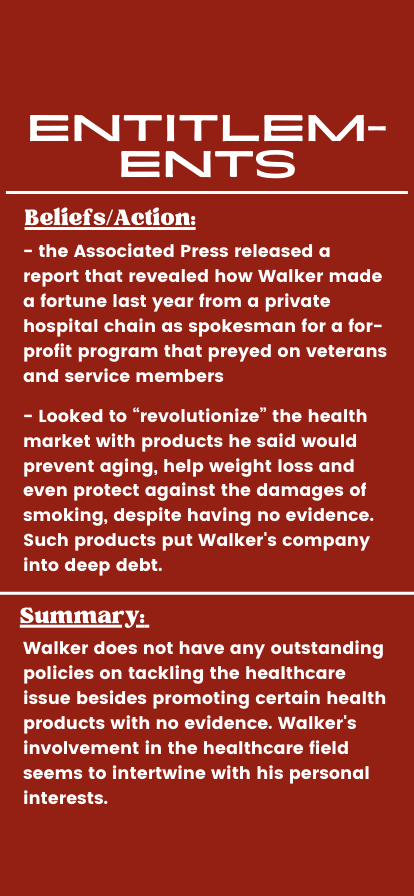 ENTITLEM-
ENTS
Beliefs/Action:
- the Associated Press released a
report that revealed how Walker made
a fortune last year from a private
hospital chain as spokesman for a for-
profit program that preyed on veterans
and service members
- Looked to “revolutionize” the health
market with products he said would
prevent aging, help weight loss and
even protect against the damages of
smoking, despite having no evidence.
Such products put Walker's company
into deep debt.
Summary:
Walker does not have any outstanding
policies on tackling the healthcare
issue besides promoting certain health
products with no evidence. Walker's
involvement in the healthcare field
seems to intertwine with his personal
interests.